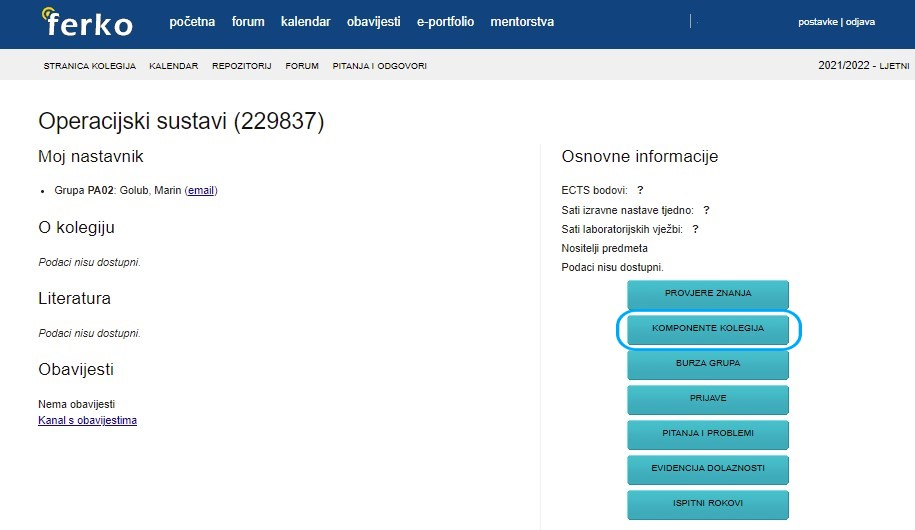 ferko
početna forum kalendar obavijesti e-portfolio mentorstva
postavke | odjava
STRANICA KOLEGIJA KALENDAR REPOZITORIJ FORUM PITANJA I ODGOVORI
2021/2022 - LJETNI
Operacijski sustavi (229837)
Moj nastavnik
• Grupa PA02: Golub, Marin (email)
O kolegiju
Podaci nisu dostupni.
Literatura
Podaci nisu dostupni.
Obavijesti
Nema obavijesti
Kanal s obavijestima
Osnovne informacije
ECTS bodovi: ?
Sati izravne nastave tjedno: ?
Sati laboratorijskih vježbi: ?
Nositelji predmeta
Podaci nisu dostupni.
PROVJERE ZNANJA
KOMPONENTE KOLEGIJA
BURZA GRUPA
PRIJAVE
PITANJA I PROBLEMI
EVIDENCIJA DOLAZNOSTI
ISPITNI ROKOVI